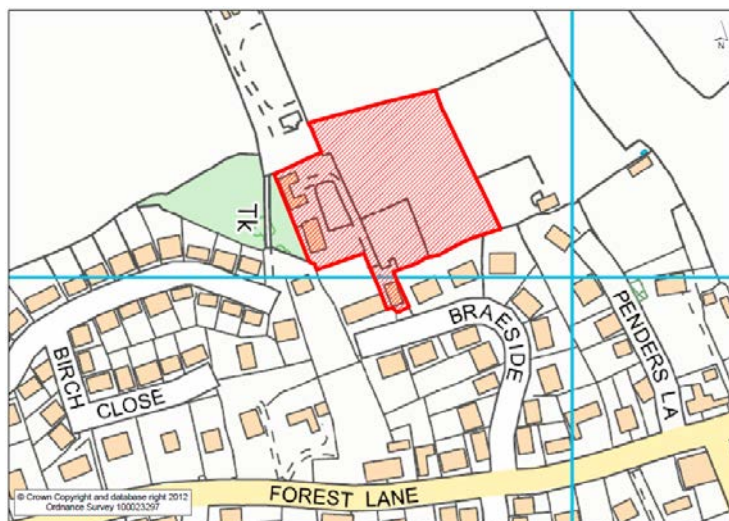 N
Tk
BIRCH
CLOSE
BRAESIDE
PENDERS LA
FOREST LANE
© Crown Copyright and database right 2012
Ordnance Survey 100023297